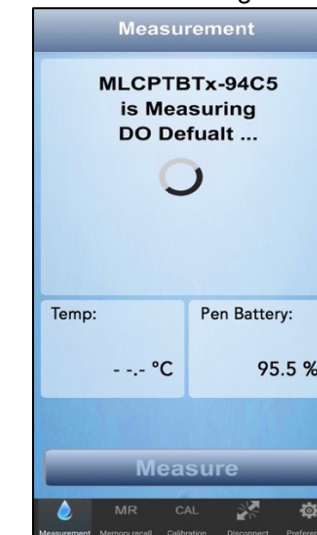 Measurement
MLCPTBTx-94C5
is Measuring
DO Defualt ...
Temp:
Pen Battery:
- -.- °C
95.5 %
Measure
MR
CAL
Measurement
Memory recall
Calibration
Disconnect